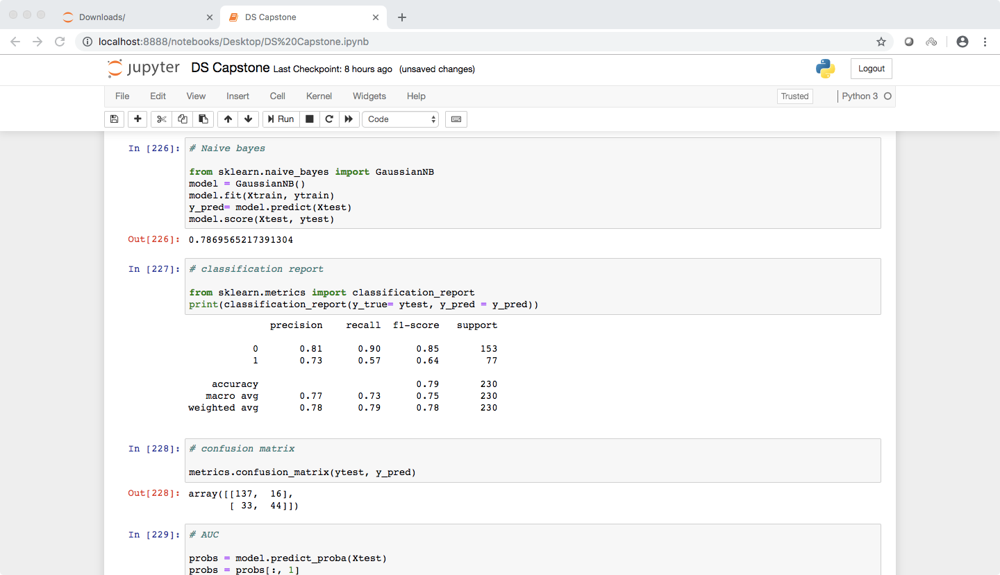 Downloads/
DS Capstone
localhost:8888/notebooks/Desktop/DS%20Capstone.ipynb
jupyter DS Capstone Last Checkpoint: 8 hours ago (unsaved changes)
Logout
File Edit View Insert Cell Kernel Widgets Help
Trusted
Python 3
Run
Code
In [226]: # Naive bayes
from sklearn.naive_bayes import GaussianNB
model = GaussianNB()
model.fit(Xtrain, ytrain)
y_pred= model.predict(Xtest)
model.score(Xtest, ytest)
Out[226]: 0.7869565217391304
In [227]: # classification report
from sklearn.metrics import classification_report
print(classification_report(y_true= ytest, y_pred = y_pred))
precision recall f1-score support
0 0.81 0.90 0.85 153
1 0.73 0.57 0.64 77
accuracy 0.79 230
macro avg 0.77 0.73 0.75 230
weighted avg 0.78 0.79 0.78 230
In [228]: # confusion matrix
metrics.confusion_matrix(ytest, y_pred)
Out[228]: array([[137, 16],
[ 33, 44]])
In [229]: # AUC
probs = model.predict_proba(Xtest)
probs = probs[:, 1]